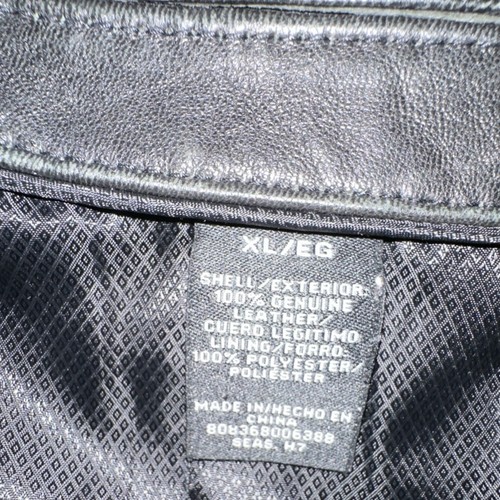 XL/EG
SHELL/EXTERIOR:
100% GENUINE
LEATHER/
CUERO LEGITIMO
LINING/FORRO:
100% POLYESTER/
POLIESTER
MADE IN/HECHO EN
CHINA
808368006388
SEAS. H7